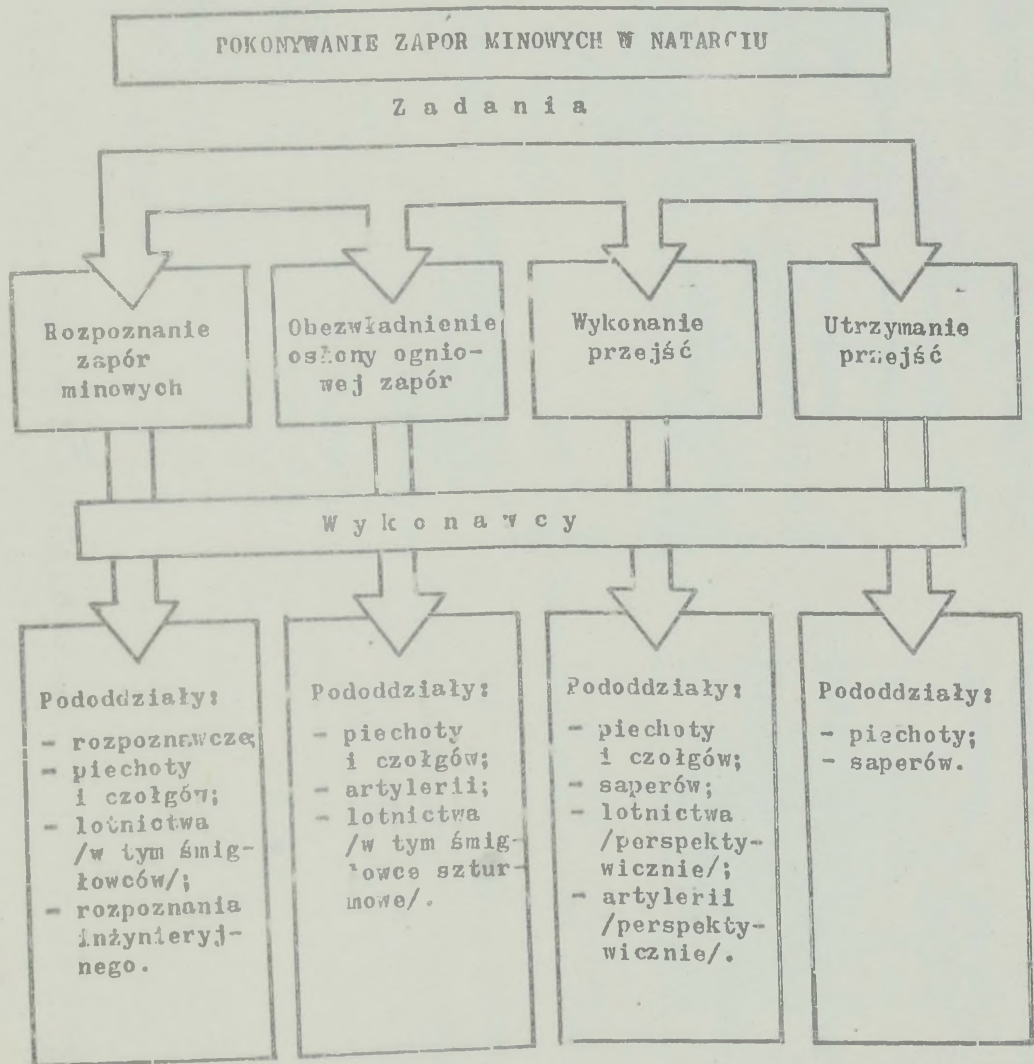 POKONYWANIE ZAPÓR MINOWYCH W NATARCIU
Zadania
Rozpoznanie
zapór
minowych
Obezwładnienie
osłony ognio-
wej zapór
Wykonanie
przejść
Utrzymanie
przejść
Wykonawcy
Pododdziały:
- rozpoznawcze;
- piechoty
i czołgów;
- lotnictwa
/w tym śmig-
łowców/;
- rozpoznania
inżynieryj-
nego.
Pododdziały:
- piechoty
i czołgów;
- artylerii;
- lotnictwa
/w tym śmig-
łowce sztur-
mowe/.
Pododdziały:
- piechoty
i czołgów;
- saperów;
- lotnictwa
/perspekty-
wicznie/;
- artylerii
/perspekty-
wicznie/.
Pododdziały:
- piechoty;
- saperów.